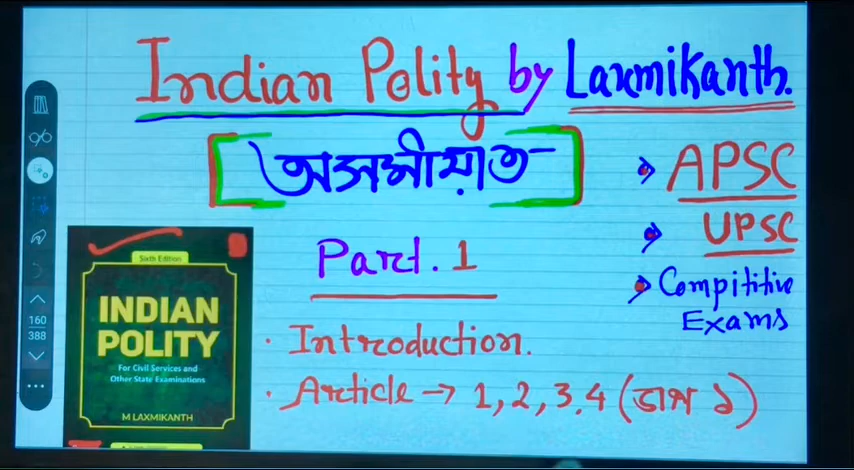 Indian Polity by Laxmikanth.
অসমীয়াত
APSC
UPSC
Compititive
Exams
Part. 1
Introduction.
Article → 1, 2, 3, 4 (ভাগ ১)
Sixth Edition
INDIAN
POLITY
For Civil Services and
Other State Examinations
M LAXMIKANTH
160
388